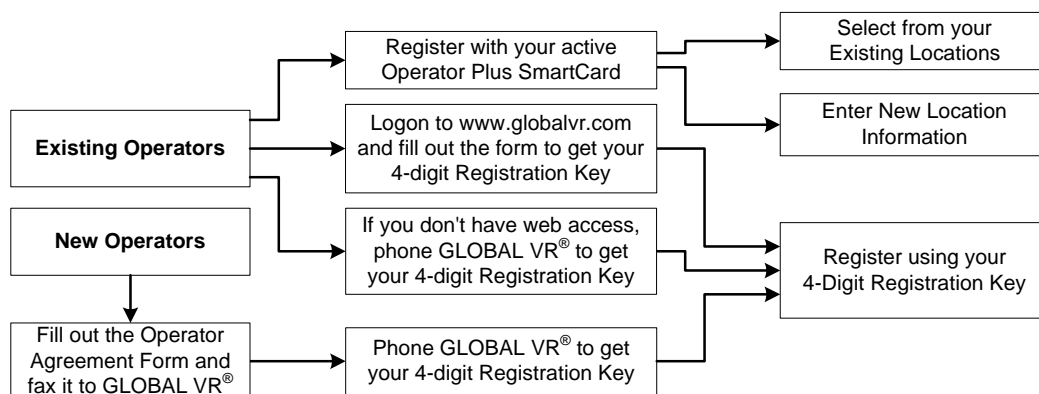 Register with your active
Operator Plus SmartCard
Select from your
Existing Locations
Enter New Location
Information
Existing Operators
Logon to www.globalvr.com
and fill out the form to get your
4-digit Registration Key
New Operators
If you don't have web access,
phone GLOBAL VR® to get
your 4-digit Registration Key
Register using your
4-Digit Registration Key
Fill out the Operator
Agreement Form and
fax it to GLOBAL VR®
Phone GLOBAL VR® to get
your 4-digit Registration Key